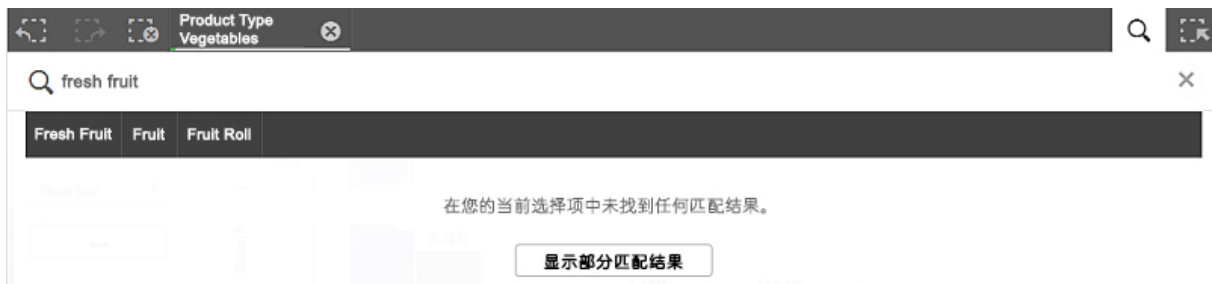 Product Type
Vegetables
fresh fruit
Fresh Fruit Fruit Fruit Roll
在您的当前选择项中未找到任何匹配结果。
显示部分匹配结果